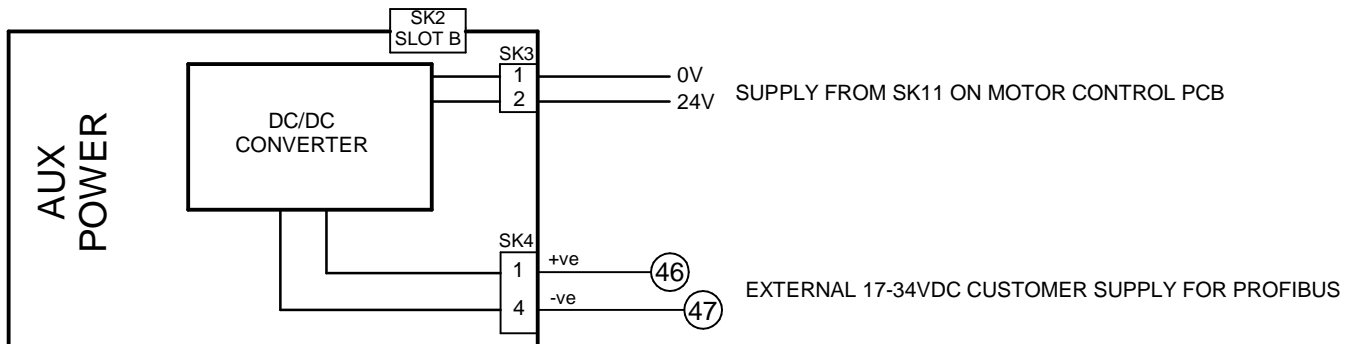 SK2
SLOT B
SK3
1
0V
2
24V
SUPPLY FROM SK11 ON MOTOR CONTROL PCB
DC/DC
CONVERTER
AUX
POWER
SK4
1
+ve
46
4
-ve
47
EXTERNAL 17-34VDC CUSTOMER SUPPLY FOR PROFIBUS